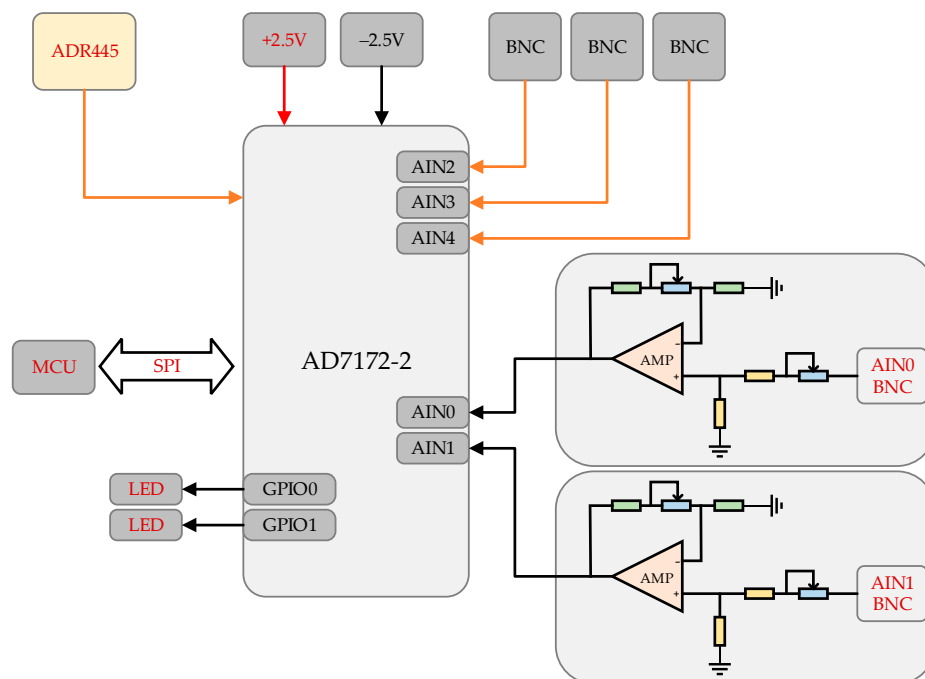 ADR445
+2.5V
–2.5V
BNC
BNC
BNC
AIN2
AIN3
AIN4
MCU
SPI
AD7172-2
AMP
–
+
AIN0
BNC
AIN0
AIN1
LED
GPIO0
LED
GPIO1
AMP
–
+
AIN1
BNC